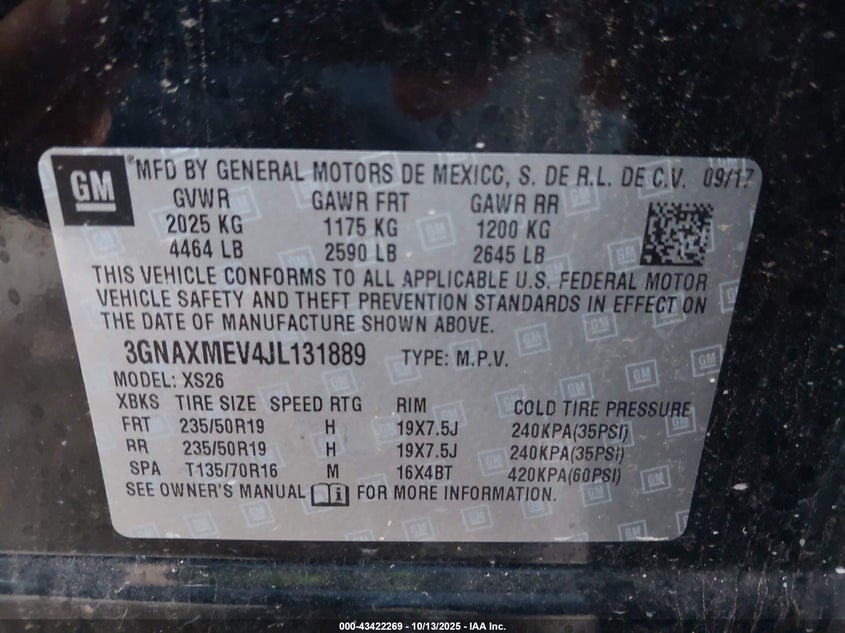 GM
®MFD BY GENERAL MOTORS DE MEXICO, S. DE R.L. DE C.V. 09/17
GVWR GAWR FRT GAWR RR
2025 KG 1175 KG 1200 KG
4464 LB 2590 LB 2645 LB
THIS VEHICLE CONFORMS TO ALL APPLICABLE U.S. FEDERAL MOTOR
VEHICLE SAFETY AND THEFT PREVENTION STANDARDS IN EFFECT ON
THE DATE OF MANUFACTURE SHOWN ABOVE.
3GNAXMEV4JL131889 TYPE: M.P.V.
MODEL: XS26
XBKS TIRE SIZE SPEED RTG RIM COLD TIRE PRESSURE
FRT 235/50R19 H 19X7.5J 240KPA(35PSI)
RR 235/50R19 H 19X7.5J 240KPA(35PSI)
SPA T135/70R16 M 16X4BT 420KPA(60PSI)
SEE OWNER'S MANUAL i FOR MORE INFORMATION.
000-43422269 - 10/13/2025 - IAA Inc.